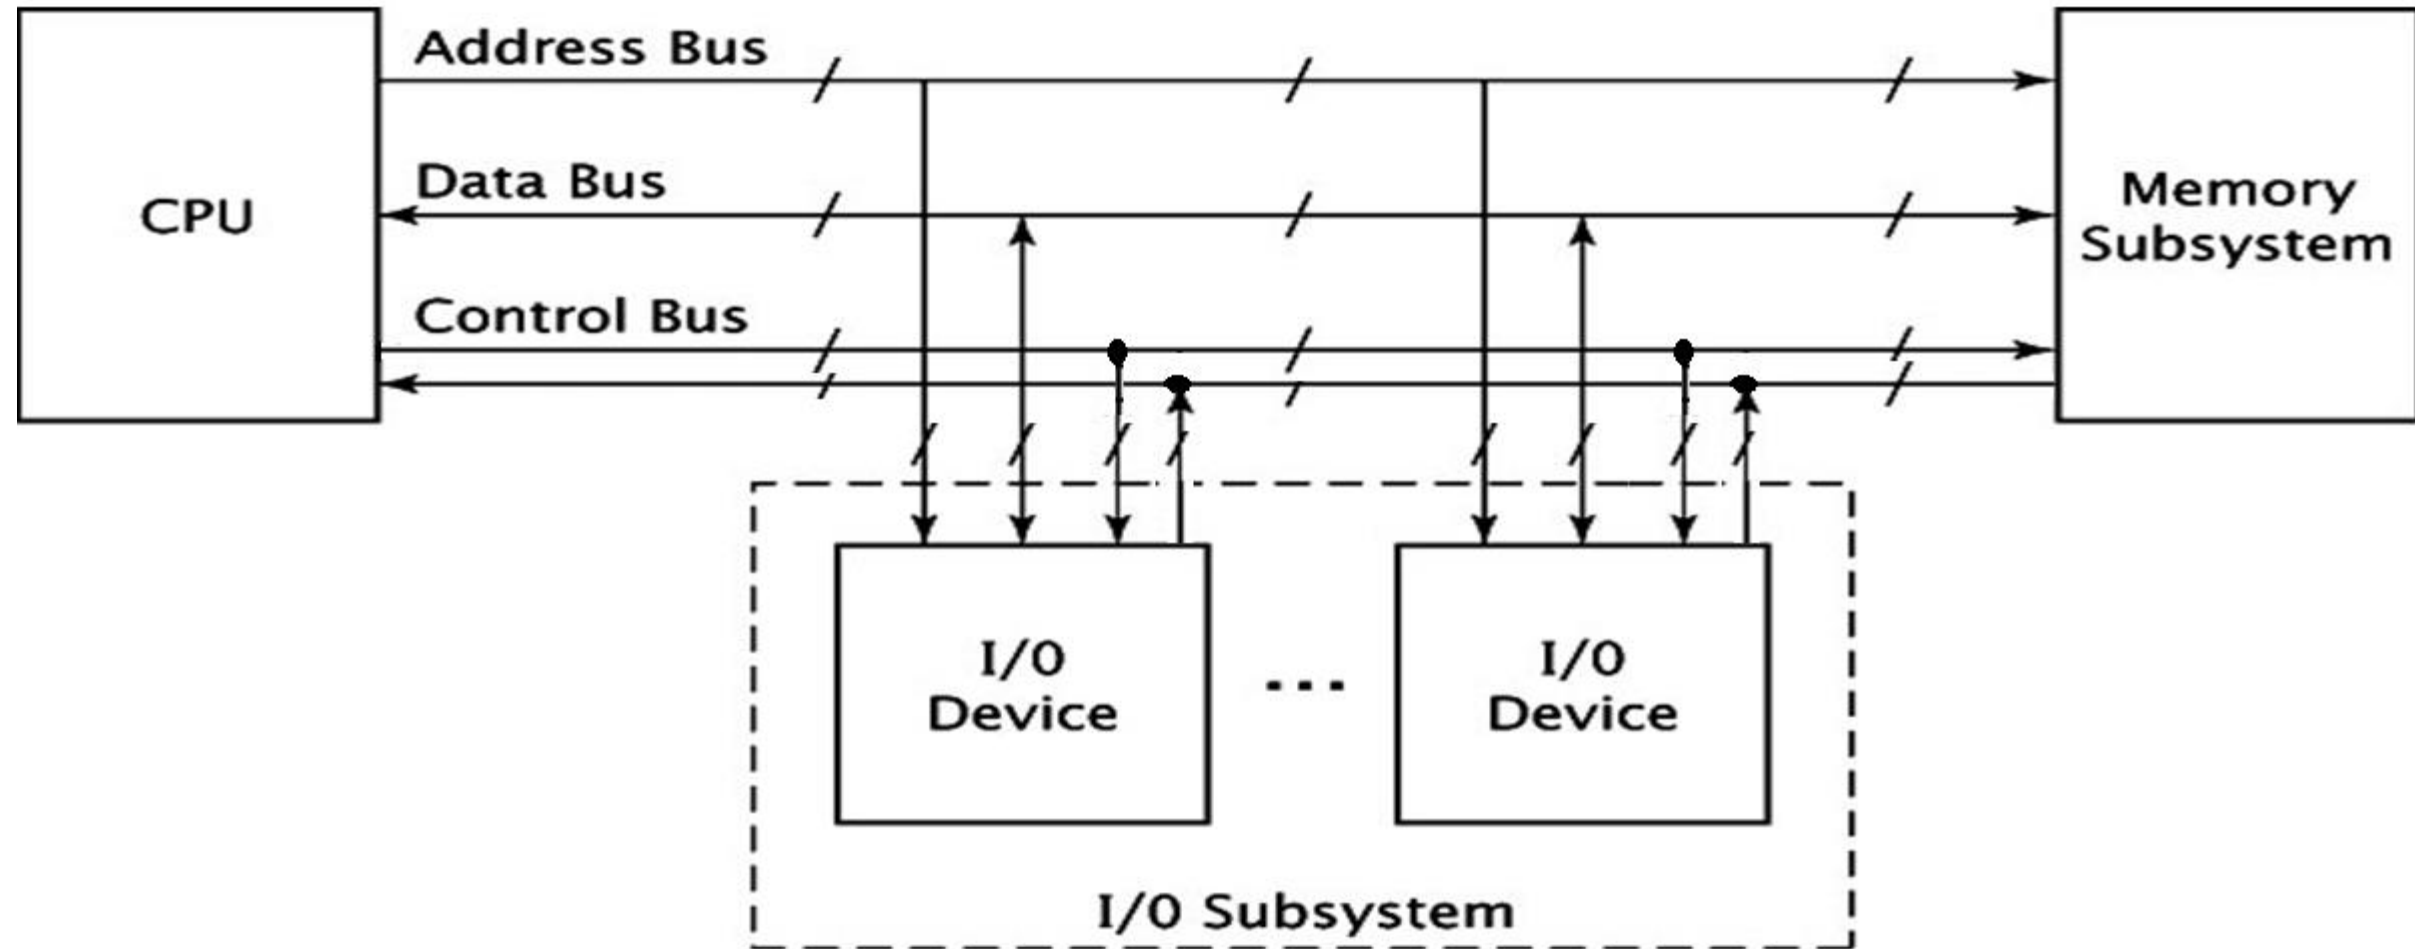 Address Bus
Data Bus
CPU
Memory
Subsystem
Control Bus
I/O
Device
...
I/O
Device
I/O Subsystem